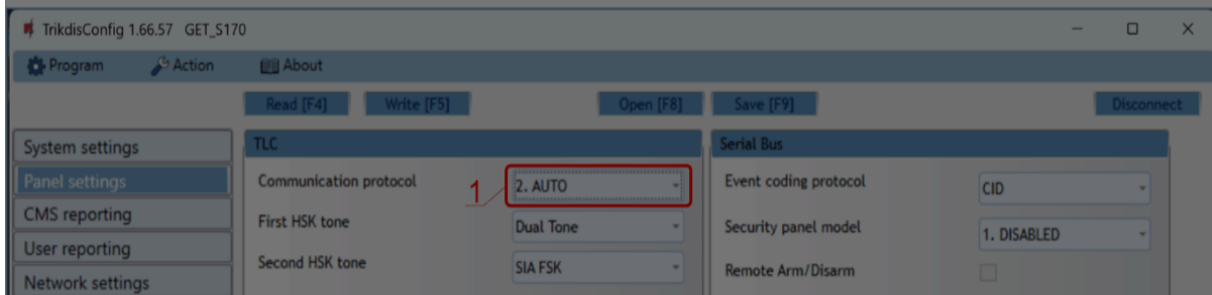 TrikdisConfig 1.66.57 GET_S170
Program Action About
Read [F4] Write [F5] Open [F8] Save [F9] Disconnect
System settings
Panel settings
CMS reporting
User reporting
Network settings
TLC
Communication protocol 1 2. AUTO
First HSK tone Dual Tone
Second HSK tone SIA FSK
Serial Bus
Event coding protocol CID
Security panel model 1. DISABLED
Remote Arm/Disarm